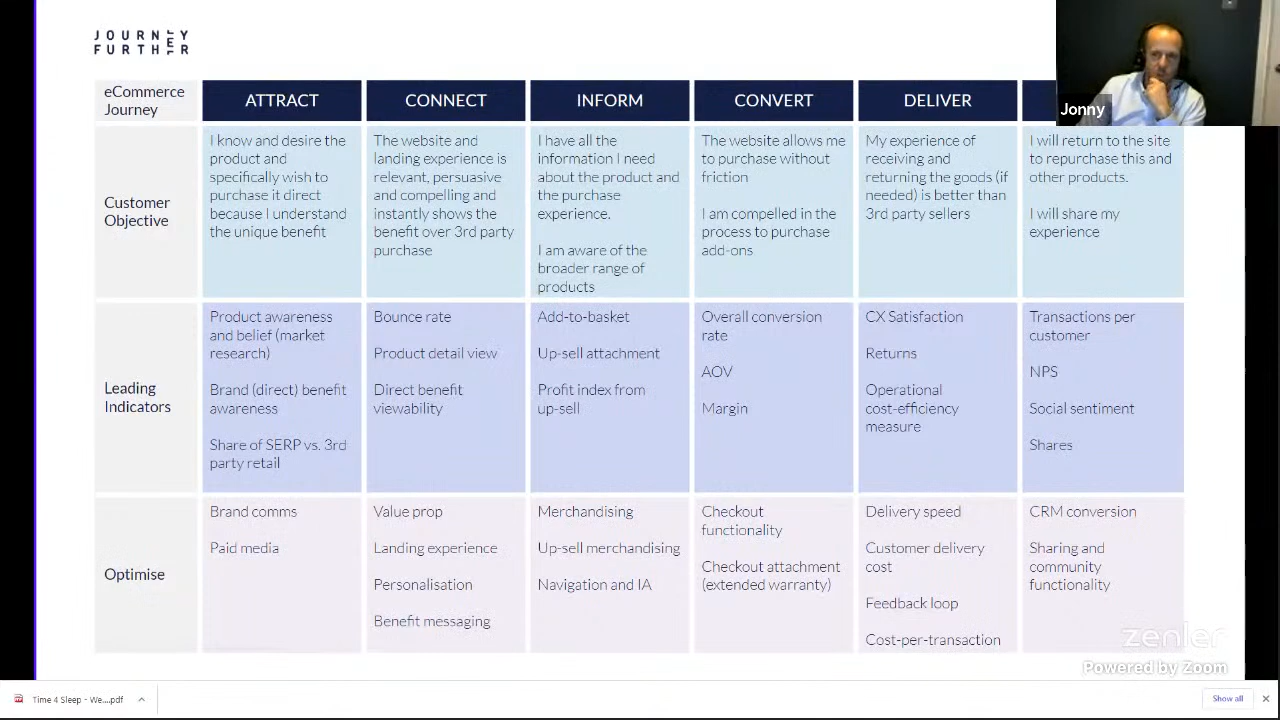 JOURNEY
FURTHER
Jonny
eCommerce
Journey
ATTRACT
CONNECT
INFORM
CONVERT
DELIVER
Customer
Objective
I know and desire the
product and
specifically wish to
purchase it direct
because I understand
the unique benefit
The website and
landing experience is
relevant, persuasive
and compelling and
instantly shows the
benefit over 3rd party
purchase
I have all the
information I need
about the product and
the purchase
experience.
I am aware of the
broader range of
products
The website allows me
to purchase without
friction
I am compelled in the
process to purchase
add-ons
My experience of
receiving and
returning the goods (if
needed) is better than
3rd party sellers
I will return to the site
to repurchase this and
other products.
I will share my
experience
Leading
Indicators
Product awareness
and belief (market
research)
Brand (direct) benefit
awareness
Share of SERP vs. 3rd
party retail
Bounce rate
Product detail view
Direct benefit
viewability
Add-to-basket
Up-sell attachment
Profit index from
up-sell
Overall conversion
rate
AOV
Margin
CX Satisfaction
Returns
Operational
cost-efficiency
measure
Transactions per
customer
NPS
Social sentiment
Shares
Optimise
Brand comms
Paid media
Value prop
Landing experience
Personalisation
Benefit messaging
Merchandising
Up-sell merchandising
Navigation and IA
Checkout
functionality
Checkout attachment
(extended warranty)
Delivery speed
Customer delivery
cost
Feedback loop
Cost-per-transaction
CRM conversion
Sharing and
community
functionality
zenler
Powered by Zoom
Time 4 Sleep - We....pdf
Show all